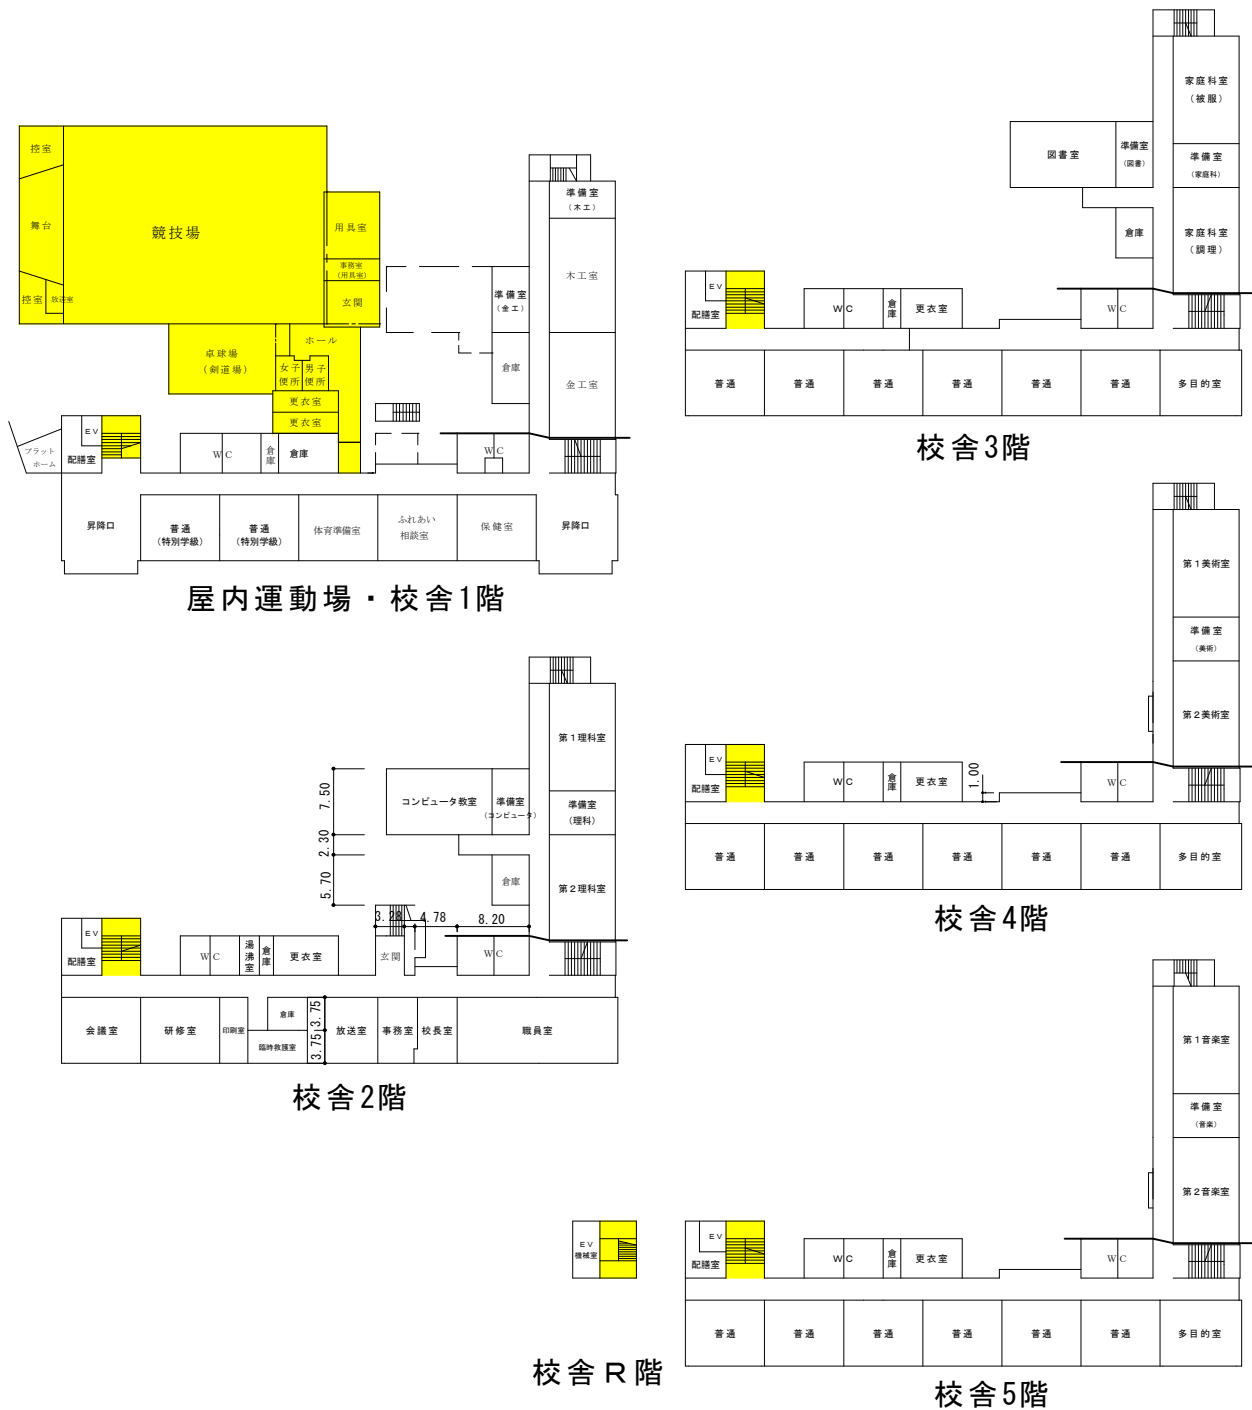 控室
舞台
控室
放送室
競技場
用具室
事務室
(用具室)
玄関
卓球場
(剣道場)
ホール
女子
便所
男子
便所
更衣室
更衣室
準備室
(木工)
木工室
準備室
(金工)
倉庫
金工室
プラット
ホーム
EV
配膳室
WC
倉庫
倉庫
WC
昇降口
普通
(特別学級)
普通
(特別学級)
体育準備室
ふれあい
相談室
保健室
昇降口
屋内運動場・校舎1階
第1理科室
コンピュータ教室
準備室
(コンピュータ)
準備室
(理科)
倉庫
第2理科室
7.50
2.30
5.70
3.28
4.78
8.20
EV
配膳室
WC
湯沸室
倉庫
更衣室
玄関
WC
会議室
研修室
印刷室
倉庫
臨時救護室
3.75
3.75
放送室
事務室
校長室
職員室
校舎2階
家庭科室
(被服)
図書室
準備室
(図書)
準備室
(家庭科)
倉庫
家庭科室
(調理)
EV
配膳室
WC
倉庫
更衣室
WC
普通
普通
普通
普通
普通
普通
多目的室
校舎3階
第1美術室
準備室
(美術)
第2美術室
EV
配膳室
WC
倉庫
更衣室
1.00
WC
普通
普通
普通
普通
普通
普通
多目的室
校舎4階
第1音楽室
準備室
(音楽)
第2音楽室
EV
配膳室
WC
倉庫
更衣室
WC
普通
普通
普通
普通
普通
普通
多目的室
校舎5階
EV
機械室
校舎R階